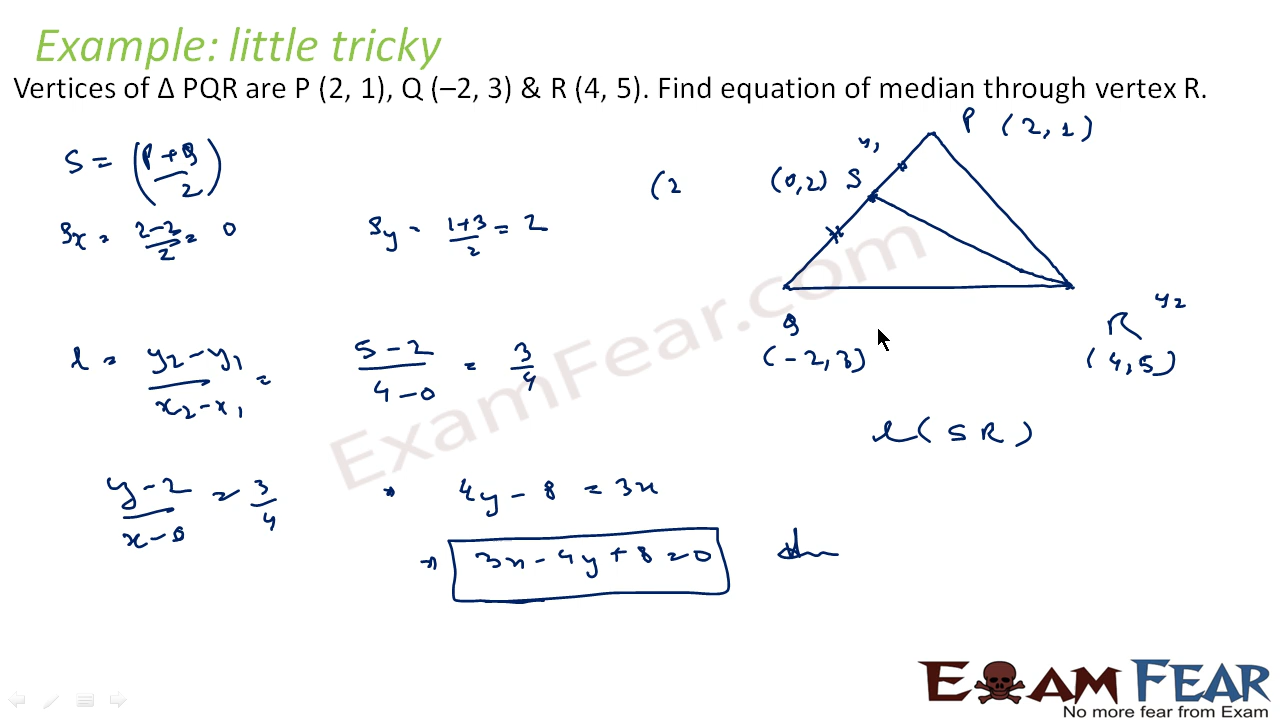 Example: little tricky
Vertices of Δ PQR are P (2, 1), Q (–2, 3) & R (4, 5). Find equation of median through vertex R.
P (2, 1)
y₁
S = (P+Q/2)
(2
(0,2) S
Sx = 2-2/2 = 0
Sy = 1+3/2 = 2
ExamFear.com
y₂
Q
R
(-2, 3)
(4, 5)
= y₂-y₁/x₂-x₁ =
5-2/4-0 = 3/4
(SR)
y-2/x-0 = 3/4
⇒ 4y - 8 = 3x
⇒ 3x - 4y + 8 = 0
EXAM FEAR
No more fear from Exam